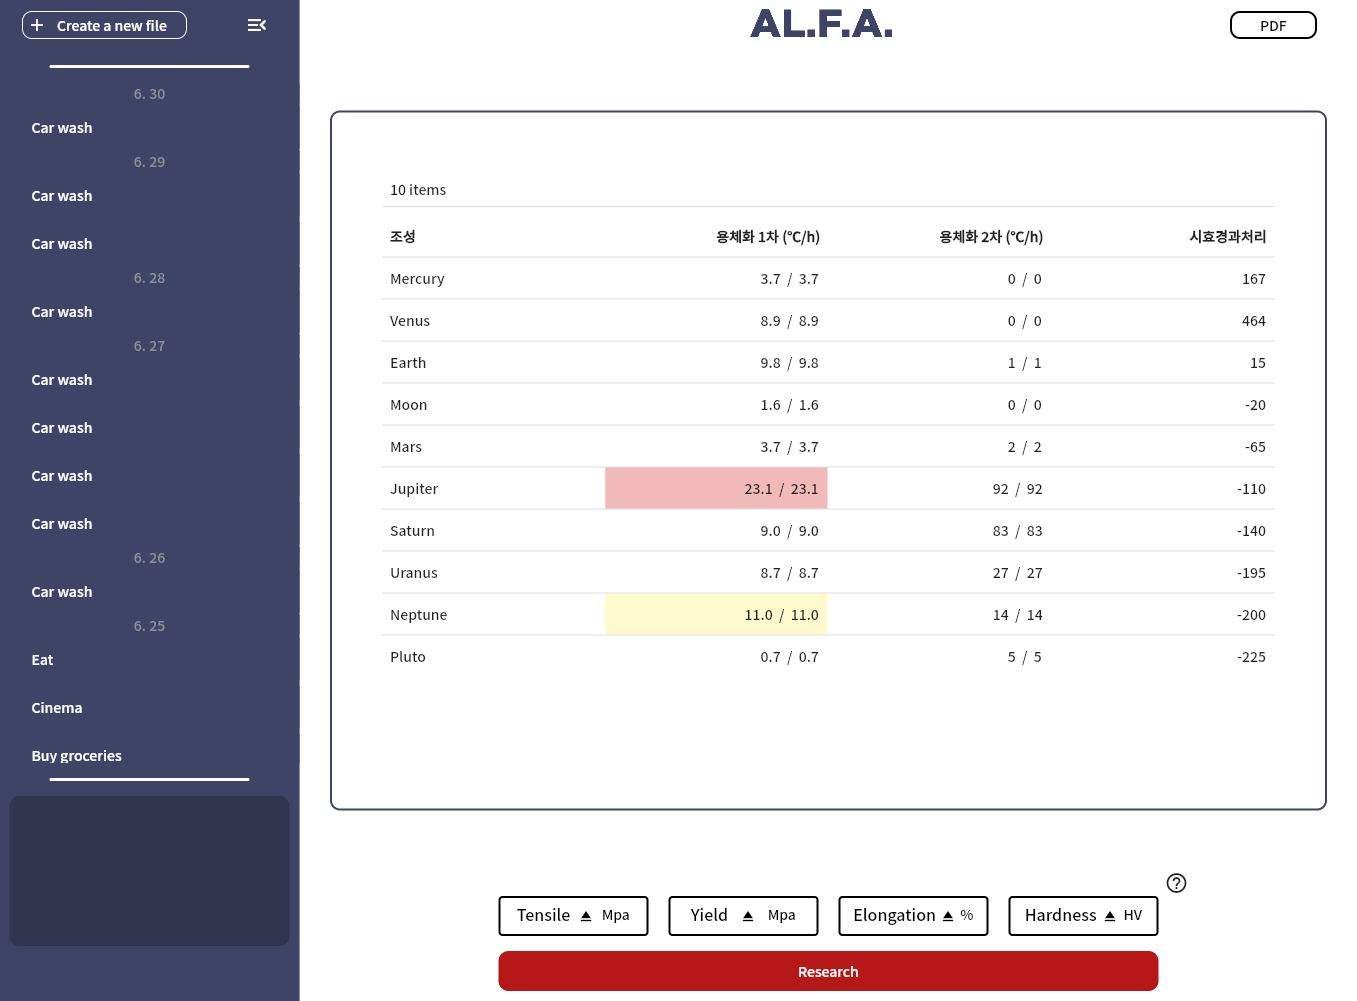 Create a new file
AL.F.A.
PDF
6. 30
Car wash
6. 29
Car wash
Car wash
6. 28
Car wash
6. 27
Car wash
Car wash
Car wash
Car wash
6. 26
Car wash
6. 25
Eat
Cinema
Buy groceries
10 items
조성 용체화 1차 (℃/h) 용체화 2차 (℃/h) 시효경과처리
Mercury 3.7 / 3.7 0 / 0 167
Venus 8.9 / 8.9 0 / 0 464
Earth 9.8 / 9.8 1 / 1 15
Moon 1.6 / 1.6 0 / 0 -20
Mars 3.7 / 3.7 2 / 2 -65
Jupiter 23.1 / 23.1 92 / 92 -110
Saturn 9.0 / 9.0 83 / 83 -140
Uranus 8.7 / 8.7 27 / 27 -195
Neptune 11.0 / 11.0 14 / 14 -200
Pluto 0.7 / 0.7 5 / 5 -225
Tensile Mpa
Yield Mpa
Elongation %
Hardness HV
Research